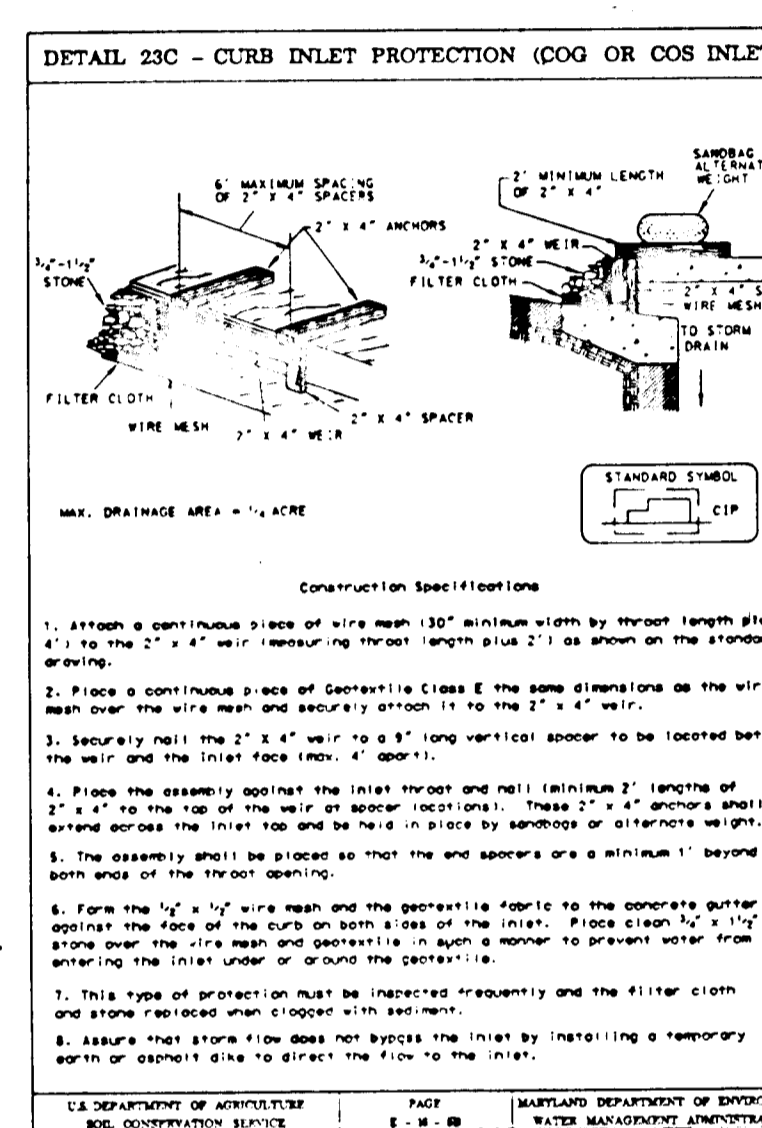 DETAIL 23C - CURB INLET PROTECTION (COG OR COS INLET
6' MAXIMUM SPACING
OF 2" X 4" SPACERS
2" X 4" ANCHORS
3/4"-1 1/2"
STONE
FILTER CLOTH
WIRE MESH
2" X 4" WEIR
2" X 4" SPACER
2' MINIMUM LENGTH
OF 2" X 4"
SANDBAG
ALTERNAT
WEIGHT
2" X 4" WEIR
3/4"-1 1/2" STONE
FILTER CLOTH
2" X 4" S
WIRE MESH
TO STORM
DRAIN
STANDARD SYMBOL
CIP
MAX. DRAINAGE AREA = 1/4 ACRE
Construction Specifications
1. Attach a continuous piece of wire mesh (30" minimum width by throat length plu
4') to the 2" x 4" weir (measuring throat length plus 2') as shown on the standa
drawing.
2. Place a continuous piece of Geotextile Class E the same dimensions as the wir
mesh over the wire mesh and securely attach it to the 2" x 4" weir.
3. Securely nail the 2" X 4" weir to a 9" long vertical spacer to be located bet
the weir and the inlet face (max. 4' apart).
4. Place the assembly against the inlet throat and nail (minimum 2' lengths of
2" x 4" to the top of the weir at spacer locations). These 2" x 4" anchors shall
extend across the inlet top and be held in place by sandbags or alternate weight.
5. The assembly shall be placed so that the end spacers are a minimum 1' beyond
both ends of the throat opening.
6. Form the 1/2" x 1/2" wire mesh and the geotextile fabric to the concrete gutter
against the face of the curb on both sides of the inlet. Place clean 3/4" x 1 1/2"
stone over the wire mesh and geotextile in such a manner to prevent water from
entering the inlet under or around the geotextile.
7. This type of protection must be inspected frequently and the filter cloth
and stone replaced when clogged with sediment.
8. Assure that storm flow does not bypass the inlet by installing a temporary
earth or asphalt dike to direct the flow to the inlet.
U.S. DEPARTMENT OF AGRICULTURE
SOIL CONSERVATION SERVICE
PAGE
E - 16 -
MARYLAND DEPARTMENT OF ENVIRO
WATER MANAGEMENT ADMINISTRA